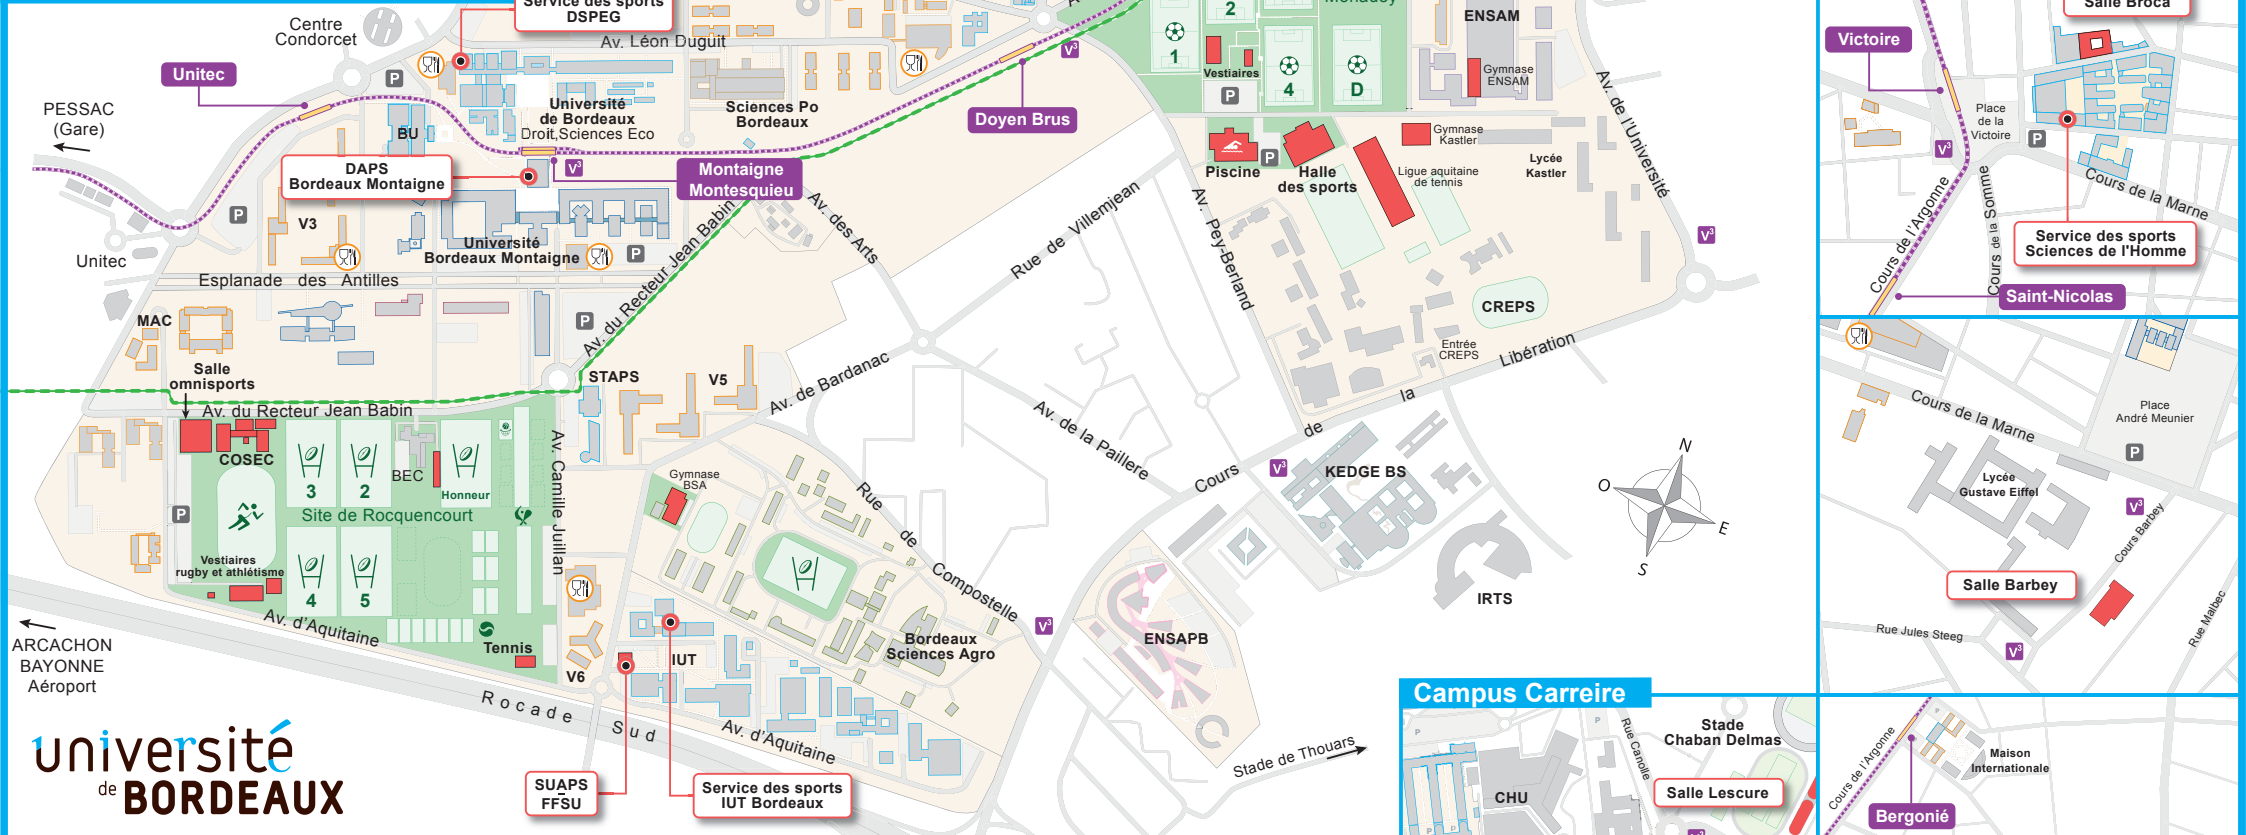 Service des sports
DSPEG
Centre
Condorcet
Av. Léon Duguit
Unitec
P
PESSAC
(Gare)
BU
Université
de Bordeaux
Droit,Sciences Eco
Sciences Po
Bordeaux
Doyen Brus
V3
DAPS
Bordeaux Montaigne
V3
Montaigne
Montesquieu
P
V3
Unitec
Université
Bordeaux Montaigne
P
Esplanade des Antilles
Av. du Recteur Jean Babin
Av. des Arts
P
MAC
Salle
omnisports
Av. du Recteur Jean Babin
STAPS
V5
COSEC
BEC
3
2
Honneur
Site de Rocquencourt
P
Vestiaires
rugby et athlétisme
4
5
Av. d'Aquitaine
Tennis
Av. Camille Juillan
V6
ARCACHON
BAYONNE
Aéroport
Rocade Sud
université
de BORDEAUX
SUAPS
–
FFSU
Service des sports
IUT Bordeaux
IUT
Av. d'Aquitaine
Gymnase
BSA
Bordeaux
Sciences Agro
Rue de Compostelle
V3
Av. de Bardanac
Av. de la Paillere
Rue de Villemjean
Av. Pey-Berland
Cours de la Libération
1
2
Vestiaires
P
4
D
ENSAM
Gymnase
ENSAM
Av. de l'Université
Piscine
P
Halle
des sports
Gymnase
Kastler
Ligue aquitaine
de tennis
Lycée
Kastler
V3
CREPS
Entrée
CREPS
V3
KEDGE BS
IRTS
ENSAPB
Stade de Thouars
N
O
E
S
Campus Carreire
P
P
P
Rue Canolle
Stade
Chaban Delmas
Salle Lescure
CHU
V3
Salle Broca
Victoire
Place
de la
Victoire
P
V3
Cours de l'Argonne
Cours de la Somme
Cours de la Marne
Service des sports
Sciences de l'Homme
Saint-Nicolas
Cours de la Marne
Place
André Meunier
P
Lycée
Gustave Eiffel
V3
Cours Barbey
Salle Barbey
Rue Jules Steeg
V3
Rue Malbec
P
Cours de l'Argonne
Maison
Internationale
Bergonié